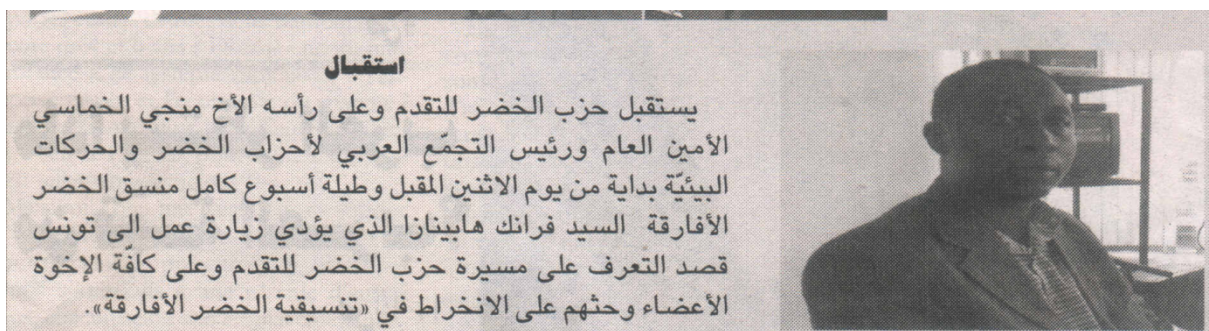 استقبال
يستقبل حزب الخضر للتقدم وعلى رأسه الأخ منجي الخماسي
الأمين العام ورئيس التجمّع العربي لأحزاب الخضر والحركات
البيئيّة بداية من يوم الاثنين المقبل وطيلة أسبوع كامل منسق الخضر
الأفارقة السيد فرانك هابينازا الذي يؤدي زيارة عمل الى تونس
قصد التعرف على مسيرة حزب الخضر للتقدم وعلى كافّة الإخوة
الأعضاء وحثهم على الانخراط في «تنسيقية الخضر الأفارقة».